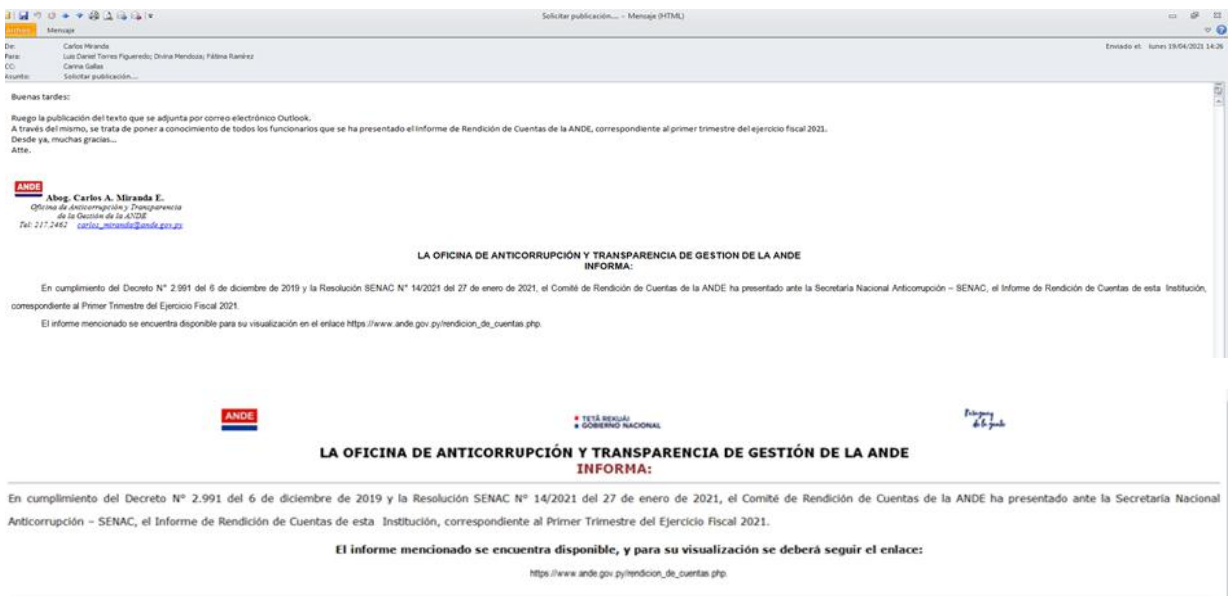 Solicitar publicación.... - Mensaje (HTML)
Archivo Mensaje
De: Carlos Miranda
Para: Luis Daniel Torres Figueredo; Divina Mendoza; Fátima Ramírez
CC: Carina Gallas
Asunto: Solicitar publicación....
Enviado el: lunes 19/04/2021 14:26
Buenas tardes:
Ruego la publicación del texto que se adjunta por correo electrónico Outlook.
A través del mismo, se trata de poner a conocimiento de todos los funcionarios que se ha presentado el Informe de Rendición de Cuentas de la ANDE, correspondiente al primer trimestre del ejercicio fiscal 2021.
Desde ya, muchas gracias...
Atte.
ANDE
Abog. Carlos A. Miranda E.
Oficina de Anticorrupción y Transparencia
de la Gestión de la ANDE
Tel: 217.2462 carlos_miranda@ande.gov.py
LA OFICINA DE ANTICORRUPCIÓN Y TRANSPARENCIA DE GESTION DE LA ANDE
INFORMA:
En cumplimiento del Decreto N° 2.991 del 6 de diciembre de 2019 y la Resolución SENAC N° 14/2021 del 27 de enero de 2021, el Comité de Rendición de Cuentas de la ANDE ha presentado ante la Secretaría Nacional Anticorrupción – SENAC, el Informe de Rendición de Cuentas de esta Institución,
correspondiente al Primer Trimestre del Ejercicio Fiscal 2021.
El informe mencionado se encuentra disponible para su visualización en el enlace https://www.ande.gov.py/rendicion_de_cuentas.php.
ANDE
TETÃ REKUÁI
GOBIERNO NACIONAL
Paraguay
de la gente
LA OFICINA DE ANTICORRUPCIÓN Y TRANSPARENCIA DE GESTIÓN DE LA ANDE
INFORMA:
En cumplimiento del Decreto N° 2.991 del 6 de diciembre de 2019 y la Resolución SENAC N° 14/2021 del 27 de enero de 2021, el Comité de Rendición de Cuentas de la ANDE ha presentado ante la Secretaría Nacional
Anticorrupción – SENAC, el Informe de Rendición de Cuentas de esta Institución, correspondiente al Primer Trimestre del Ejercicio Fiscal 2021.
El informe mencionado se encuentra disponible, y para su visualización se deberá seguir el enlace:
https://www.ande.gov.py/rendicion_de_cuentas.php.